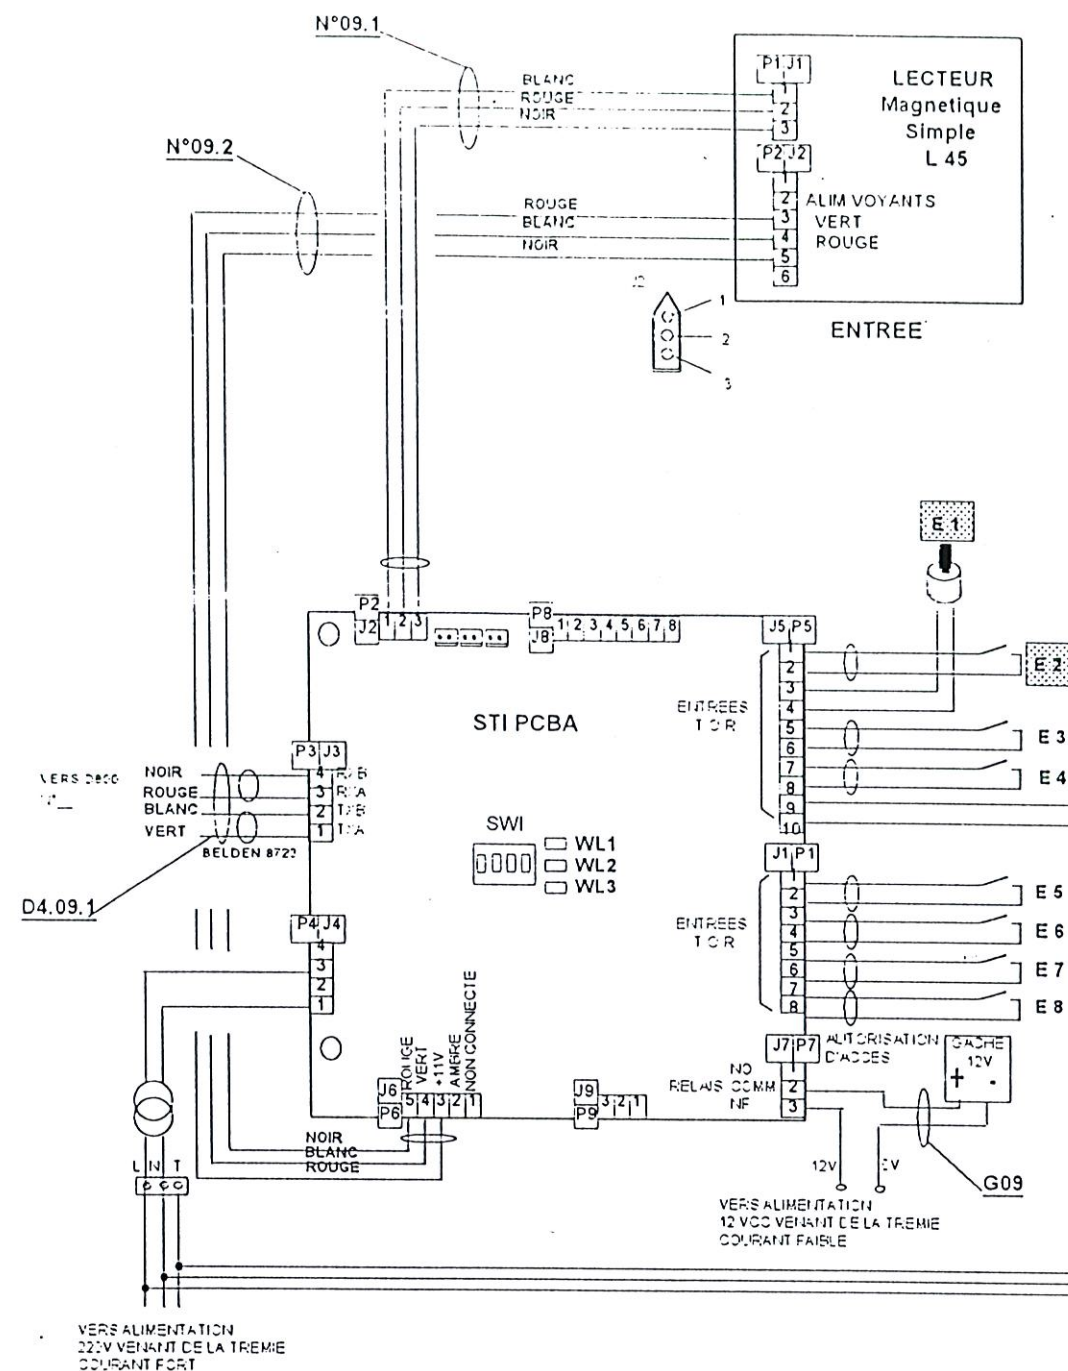 N°09.1
P1 J1
1
2
3
BLANC
ROUGE
NOIR
LECTEUR
Magnetique
Simple
L 45
N°09.2
P2 J2
1
2
3
4
5
6
ALIM VOYANTS
VERT
ROUGE
ROUGE
BLANC
NOIR
J2
1
2
3
ENTREE
E 1
P2
J2
1 2 3
P8
J8
1 2 3 4 5 6 7 8
J5 P5
1
2
3
4
5
6
7
8
9
10
ENTREES
T O R
E 2
E 3
E 4
STI PCBA
P3 J3
4
3
2
1
VERS
NOIR
ROUGE
BLANC
VERT
BELDEN 8723
D4.09.1
SWI
WL1
WL2
WL3
J1 P1
1
2
3
4
5
6
7
8
ENTREES
T O R
E 5
E 6
E 7
E 8
P4 J4
4
3
2
1
J7 P7
1
2
3
AUTORISATION
D'ACCES
NO
RELAIS COMM
NF
GACHE
12V
+ -
J6
P6
ROUGE
VERT
+11V
AMBRE
NON CONNECTE
5 4 3 2 1
J9
P9
3 2 1
NOIR
BLANC
ROUGE
L N T
12V
G09
VERS ALIMENTATION
12 VCC VENANT DE LA TREMIE
COURANT FAIBLE
VERS ALIMENTATION
220V VENANT DE LA TREMIE
COURANT FORT